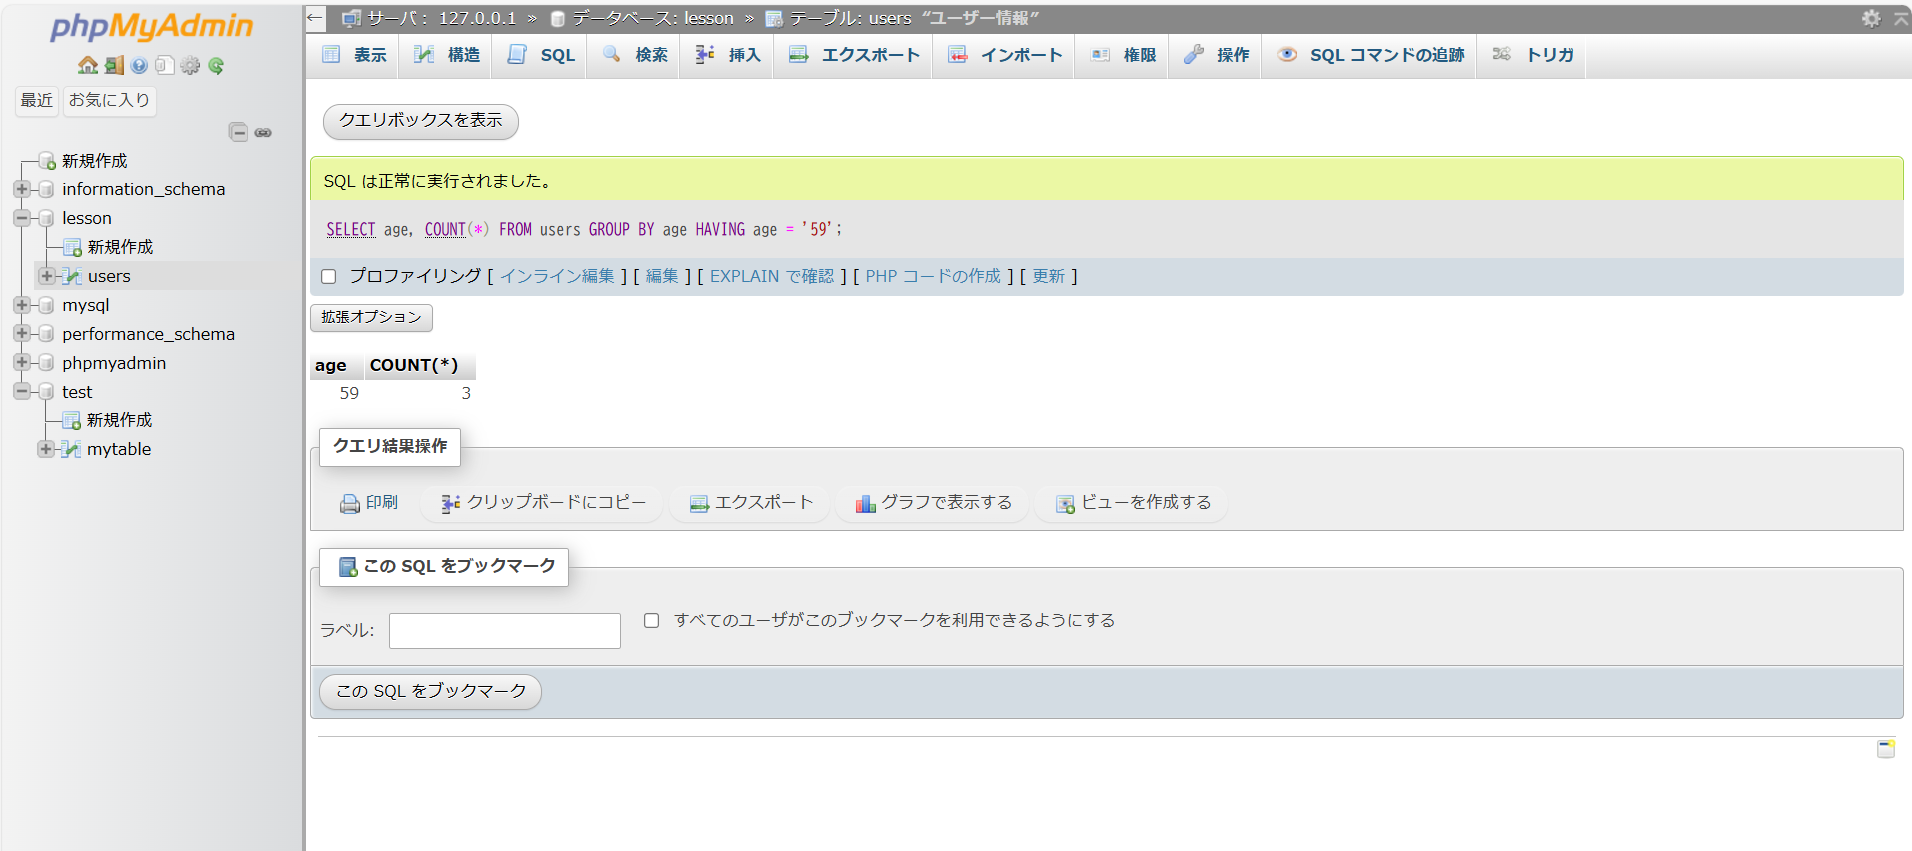 phpMyAdmin
最近 お気に入り
新規作成
information_schema
lesson
新規作成
users
mysql
performance_schema
phpmyadmin
test
新規作成
mytable
← サーバ: 127.0.0.1 » データベース: lesson » テーブル: users “ユーザー情報”
表示 構造 SQL 検索 挿入 エクスポート インポート 権限 操作 SQL コマンドの追跡 トリガ
クエリボックスを表示
SQL は正常に実行されました。
SELECT age, COUNT(*) FROM users GROUP BY age HAVING age = '59';
プロファイリング [ インライン編集 ] [ 編集 ] [ EXPLAIN で確認 ] [ PHP コードの作成 ] [ 更新 ]
拡張オプション
age COUNT(*)
59 3
クエリ結果操作
印刷 クリップボードにコピー エクスポート グラフで表示する ビューを作成する
この SQL をブックマーク
ラベル: すべてのユーザがこのブックマークを利用できるようにする
この SQL をブックマーク